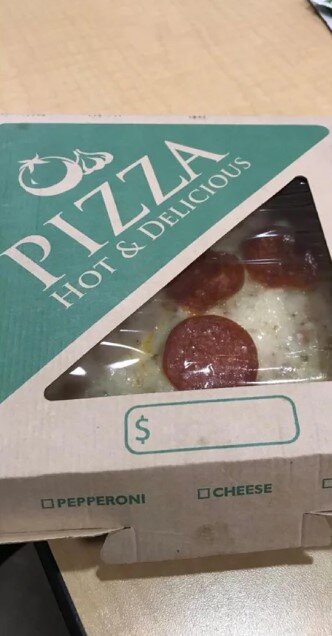 PIZZA
HOT & DELICIOUS
$
PEPPERONI CHEESE